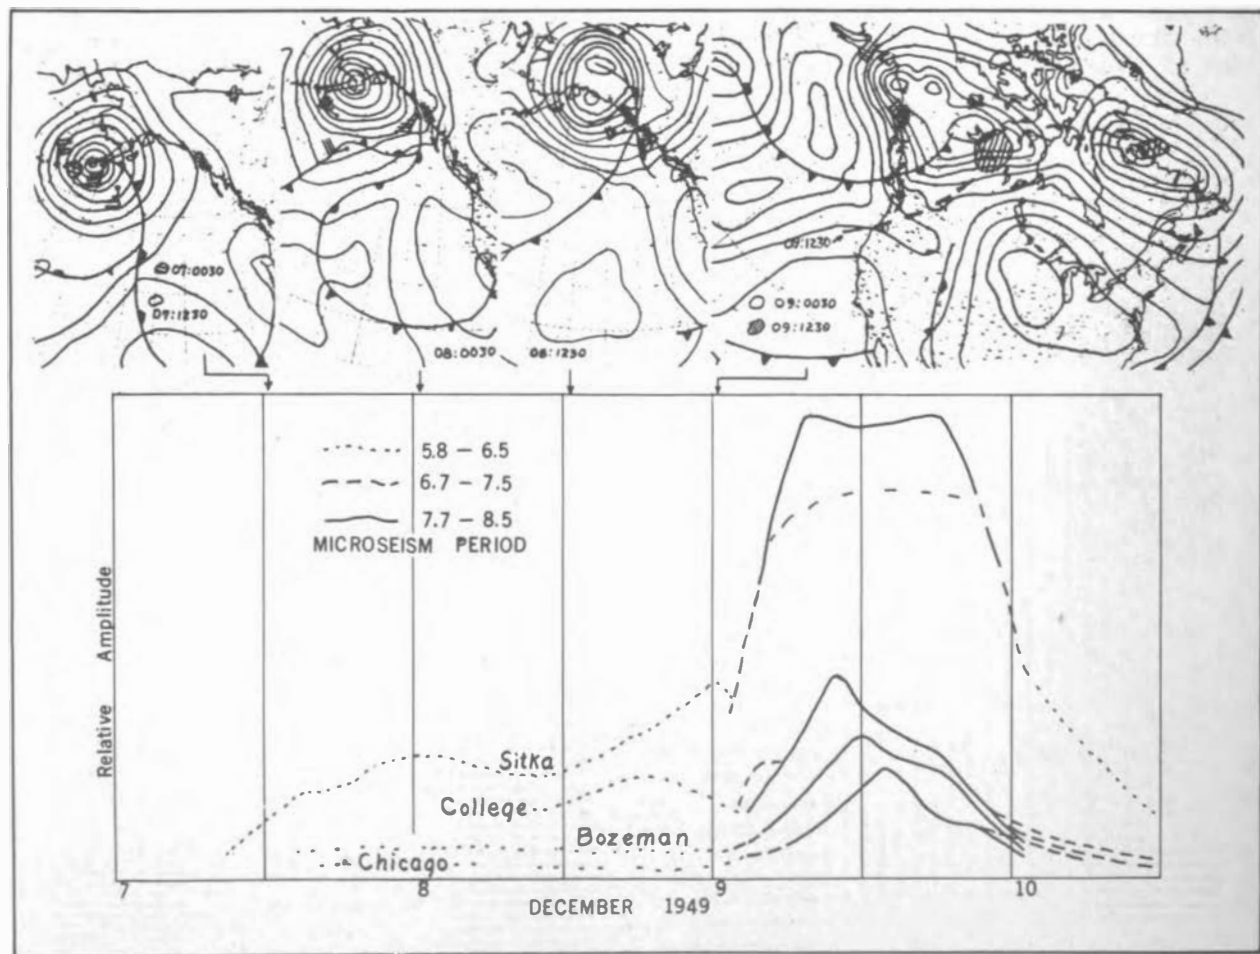 07:0030
07:1230
08:0030
08:1230
09:1230
09:0030
09:1230
5.8 – 6.5
6.7 – 7.5
7.7 – 8.5
MICROSEISM PERIOD
Relative Amplitude
Sitka
College
Bozeman
Chicago
7
8
9
10
DECEMBER 1949